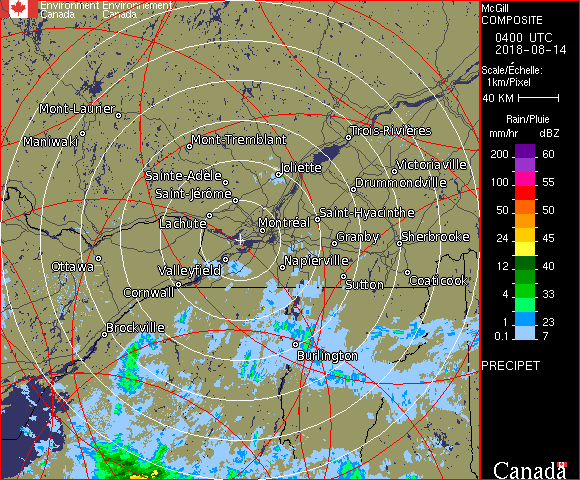 Environment Environnement
Canada Canada
McGill
COMPOSITE
0400 UTC
2018-08-14
Scale/Échelle:
1km/Pixel
40 KM
Rain/Pluie
mm/hr dBZ
200 60
100 55
50 50
24 45
12 40
4 33
1 23
0.1 7
PRECIPET
Canada
Mont-Laurier
Maniwaki
Mont-Tremblant
Trois-Rivières
Joliette
Victoriaville
Sainte-Adèle
Drummondville
Saint-Jérôme
Saint-Hyacinthe
Lachute
Montréal
Granby
Sherbrooke
Ottawa
Valleyfield
Napierville
Sutton
Coaticook
Cornwall
Brockville
Burlington